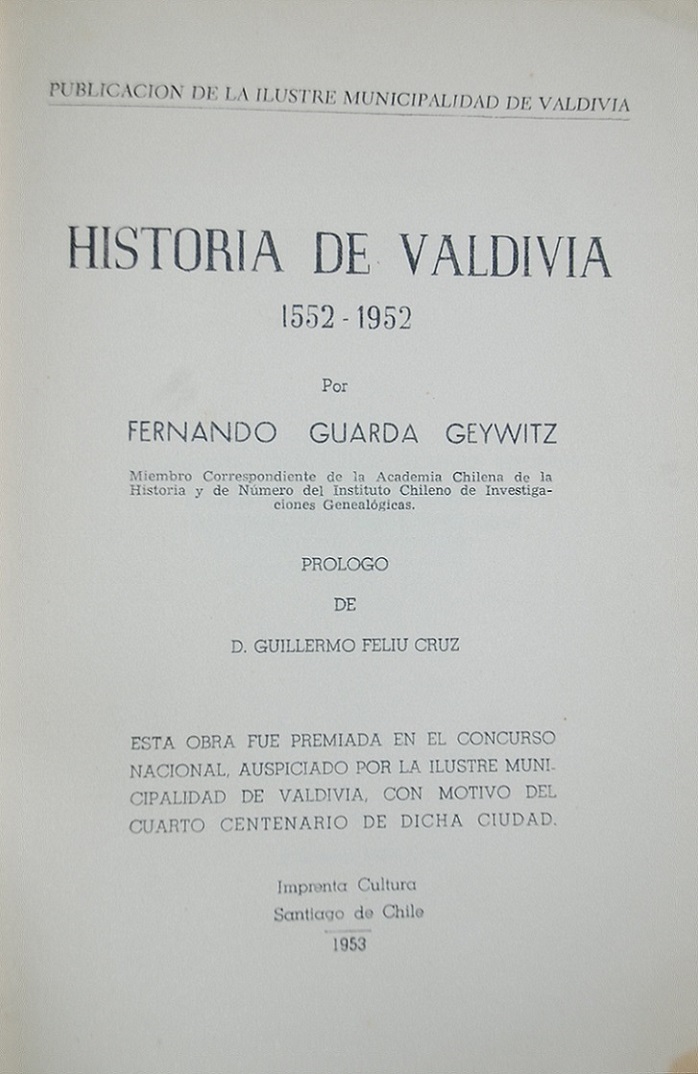 PUBLICACION DE LA ILUSTRE MUNICIPALIDAD DE VALDIVIA
HISTORIA DE VALDIVIA
1552 - 1952
Por
FERNANDO GUARDA GEYWITZ
Miembro Correspondiente de la Academia Chilena de la
Historia y de Número del Instituto Chileno de Investiga-
ciones Genealógicas.
PROLOGO
DE
D. GUILLERMO FELIU CRUZ
ESTA OBRA FUE PREMIADA EN EL CONCURSO
NACIONAL, AUSPICIADO POR LA ILUSTRE MUNI-
CIPALIDAD DE VALDIVIA, CON MOTIVO DEL
CUARTO CENTENARIO DE DICHA CIUDAD.
Imprenta Cultura
Santiago de Chile
1953